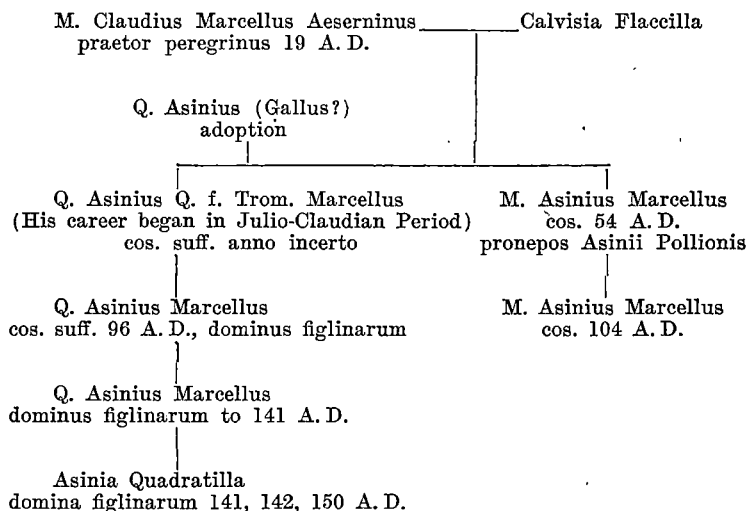 M. Claudius Marcellus Aeserninus Calvisia Flaccilla
praetor peregrinus 19 A. D.
Q. Asinius (Gallus?)
adoption
Q. Asinius Q. f. Trom. Marcellus M. Asinius Marcellus
(His career began in Julio-Claudian Period) cos. 54 A. D.
cos. suff. anno incerto pronepos Asinii Pollionis
Q. Asinius Marcellus M. Asinius Marcellus
cos. suff. 96 A. D., dominus figlinarum cos. 104 A. D.
Q. Asinius Marcellus
dominus figlinarum to 141 A. D.
Asinia Quadratilla
domina figlinarum 141, 142, 150 A. D.